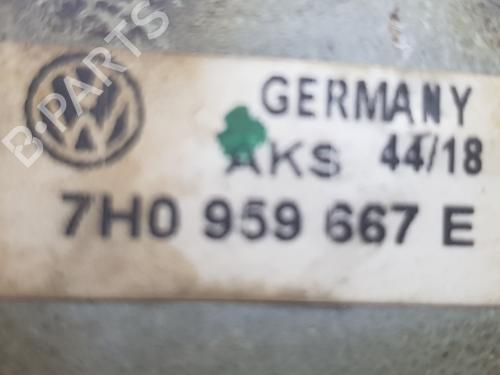 B-PARTS
GERMANY
AKS 44/18
7H0 959 667 E